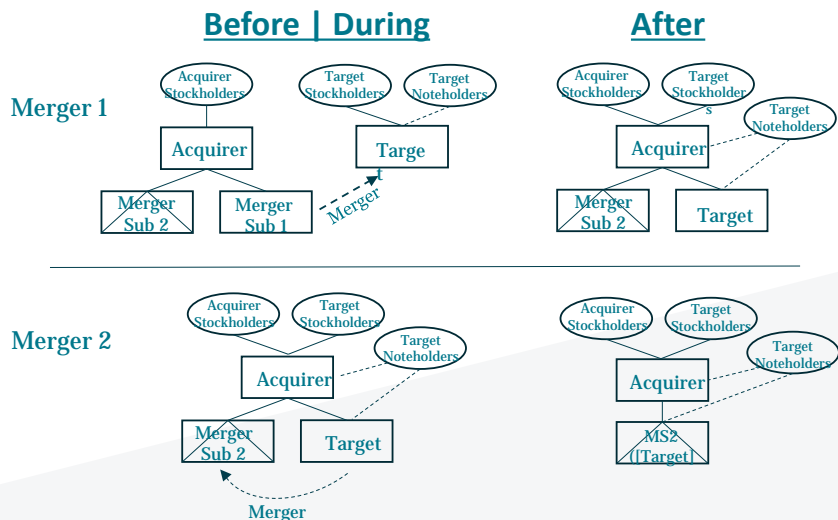 Before | During
After
Merger 1
Acquirer
Stockholders
Target
Stockholders
Target
Noteholders
Acquirer
Targe
t
Merger
Sub 2
Merger
Sub 1
Merger
Acquirer
Stockholders
Target
Stockholder
s
Target
Noteholders
Acquirer
Merger
Sub 2
Target
Merger 2
Acquirer
Stockholders
Target
Stockholders
Target
Noteholders
Acquirer
Merger
Sub 2
Target
Merger
Acquirer
Stockholders
Target
Stockholders
Target
Noteholders
Acquirer
MS2
([Target]